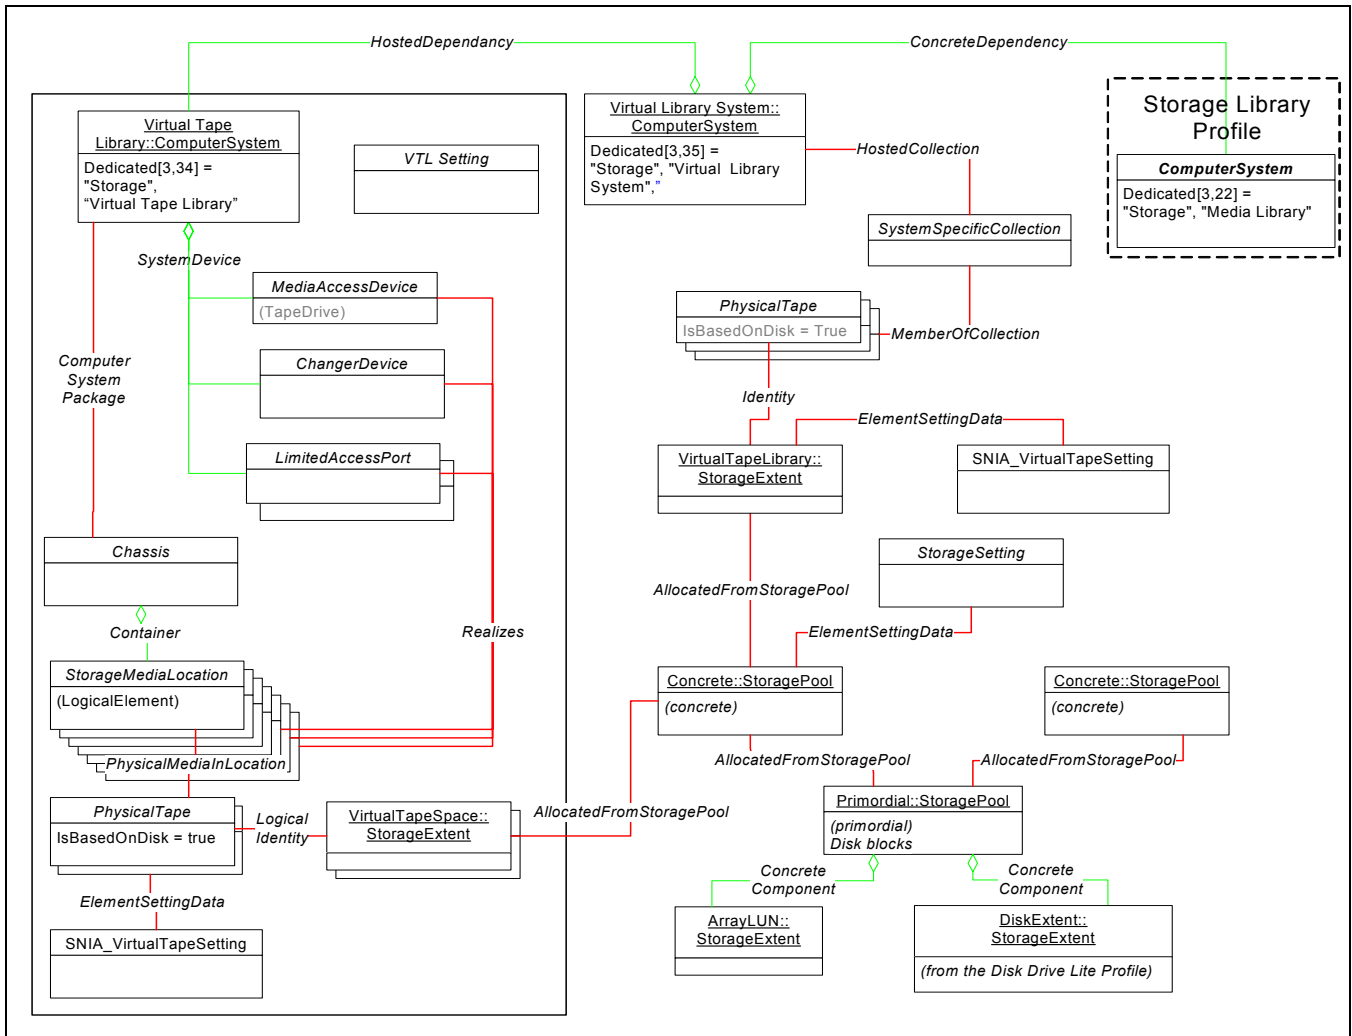 HostedDependancy
ConcreteDependency
Virtual Tape
Library::ComputerSystem
Dedicated[3,34] =
"Storage",
“Virtual Tape Library”
VTL Setting
Virtual Library System::
ComputerSystem
Dedicated[3,35] =
"Storage", "Virtual Library
System",”
Storage Library
Profile
ComputerSystem
Dedicated[3,22] =
"Storage", "Media Library"
HostedCollection
SystemSpecificCollection
SystemDevice
MediaAccessDevice
(TapeDrive)
PhysicalTape
IsBasedOnDisk = True
MemberOfCollection
Computer
System
Package
ChangerDevice
Identity
ElementSettingData
LimitedAccessPort
VirtualTapeLibrary::
StorageExtent
SNIA_VirtualTapeSetting
Chassis
StorageSetting
AllocatedFromStoragePool
Container
Realizes
ElementSettingData
StorageMediaLocation
(LogicalElement)
Concrete::StoragePool
(concrete)
Concrete::StoragePool
(concrete)
PhysicalMediaInLocation
AllocatedFromStoragePool
AllocatedFromStoragePool
PhysicalTape
IsBasedOnDisk = true
Logical
Identity
VirtualTapeSpace::
StorageExtent
AllocatedFromStoragePool
Primordial::StoragePool
(primordial)
Disk blocks
Concrete
Component
Concrete
Component
ElementSettingData
SNIA_VirtualTapeSetting
ArrayLUN::
StorageExtent
DiskExtent::
StorageExtent
(from the Disk Drive Lite Profile)